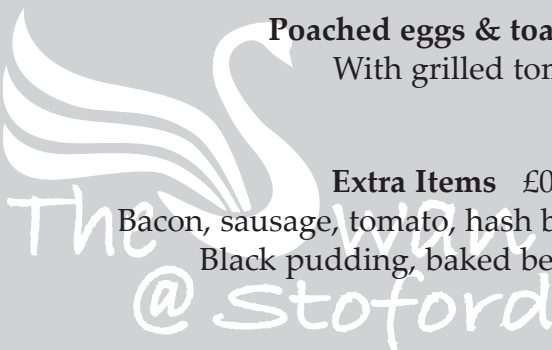 Poached eggs & toa
With grilled tor
Extra Items £0
Bacon, sausage, tomato, hash b
Black pudding, baked be
The Swan
@ Stoford